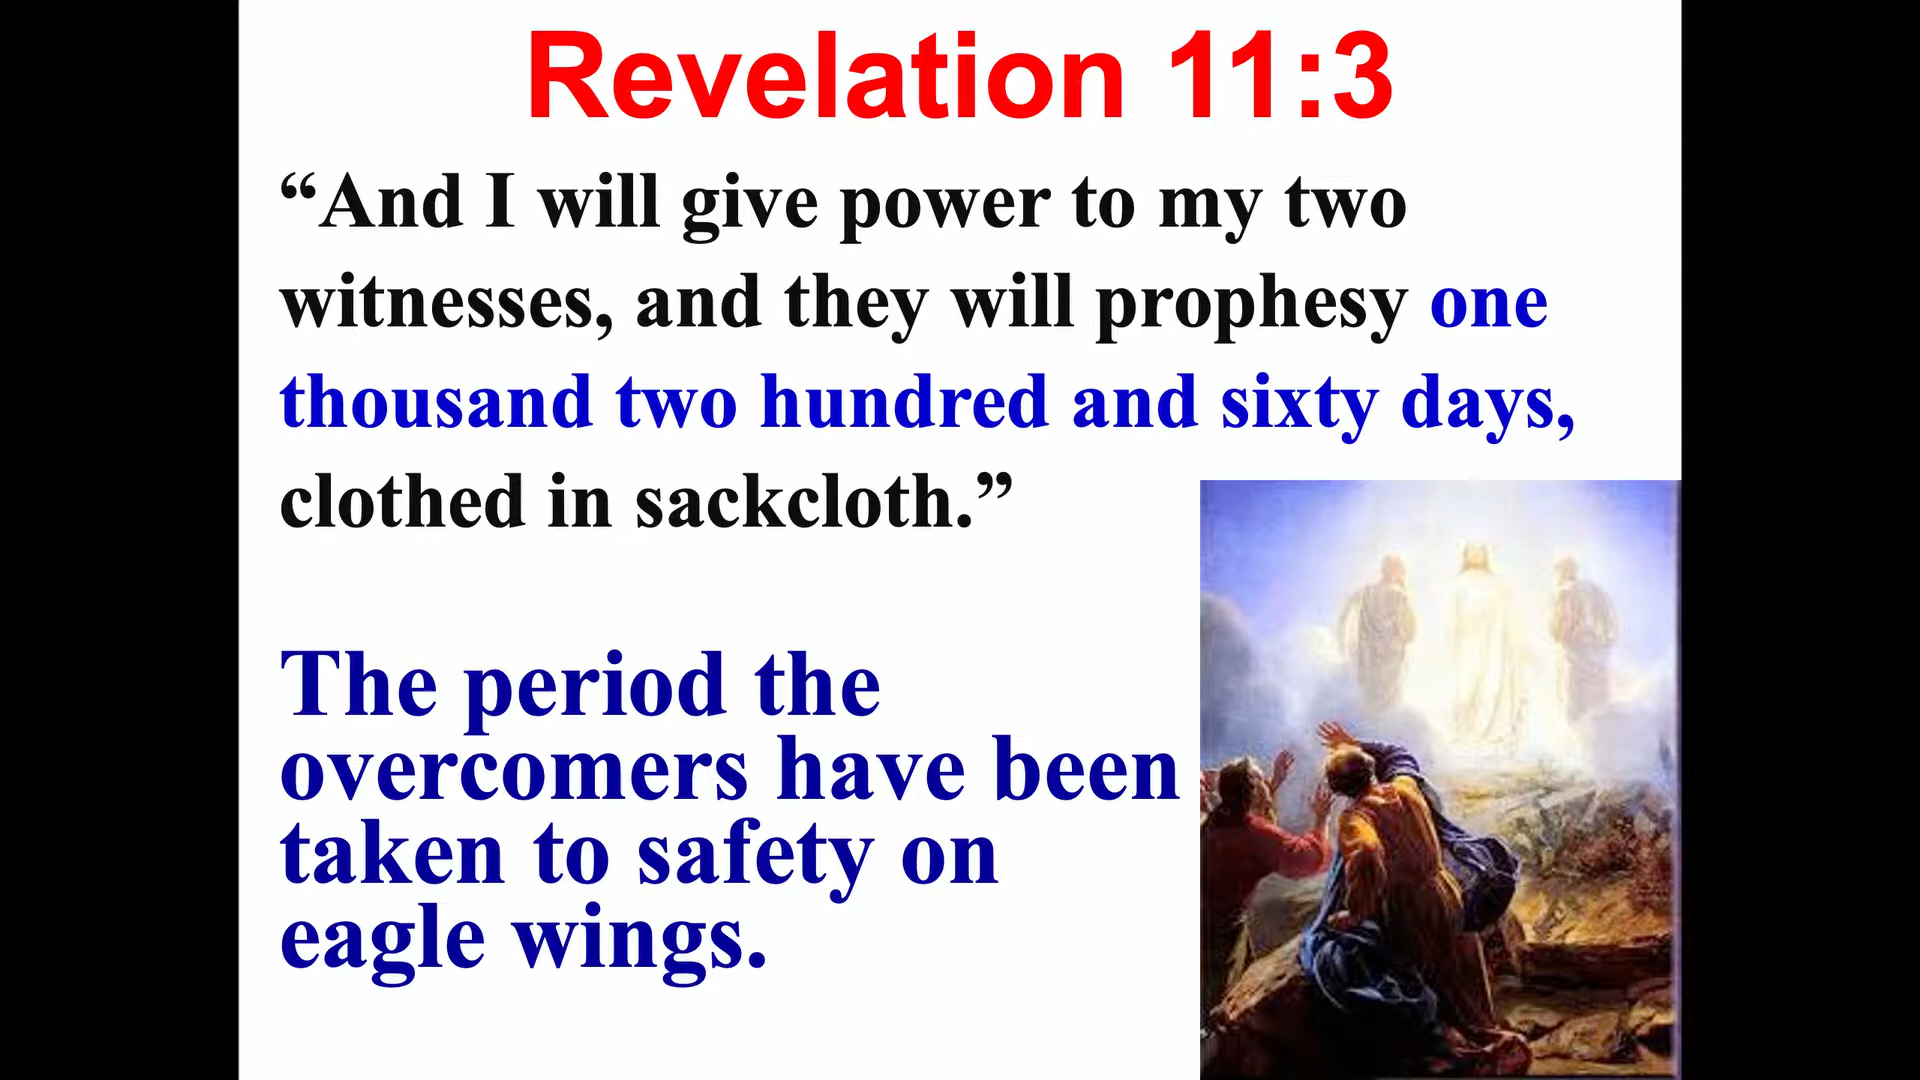 Revelation 11:3
“And I will give power to my two
witnesses, and they will prophesy one
thousand two hundred and sixty days,
clothed in sackcloth.”
The period the
overcomers have been
taken to safety on
eagle wings.